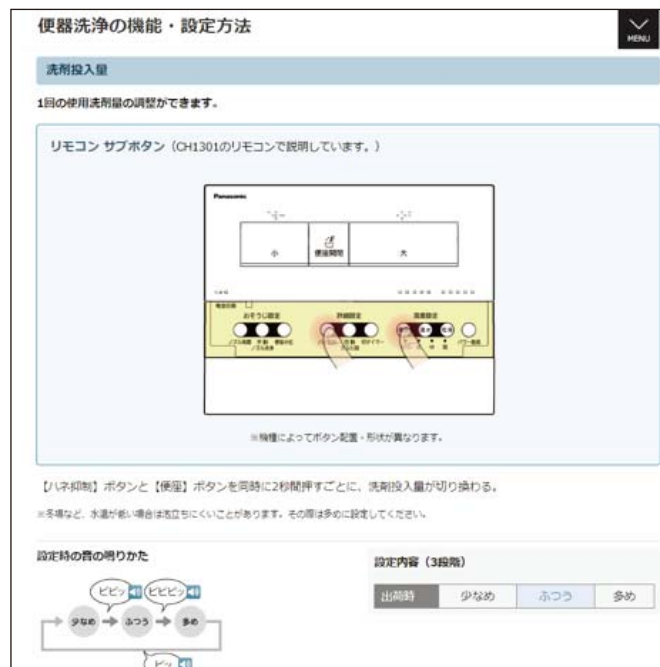 便器洗浄の機能・設定方法
MENU
洗剤投入量
1回の使用洗剤量の調整ができます。
リモコン サブボタン（CH1301のリモコンで説明しています。）
Panasonic
小
便座開閉
大
おそうじ設定
詳細設定
温度設定
※機種によってボタン配置・形状が異なります。
【ハネ抑制】ボタンと【便座】ボタンを同時に2秒間押すごとに、洗剤投入量が切り換わる。
※冬場など、水温が低い場合は泡立ちにくいことがあります。その際は多めに設定してください。
設定時の音の鳴りかた
ピピッ
ピピピッ
少なめ
ふつう
多め
ピッ
設定内容（3段階）
出荷時
少なめ
ふつう
多め